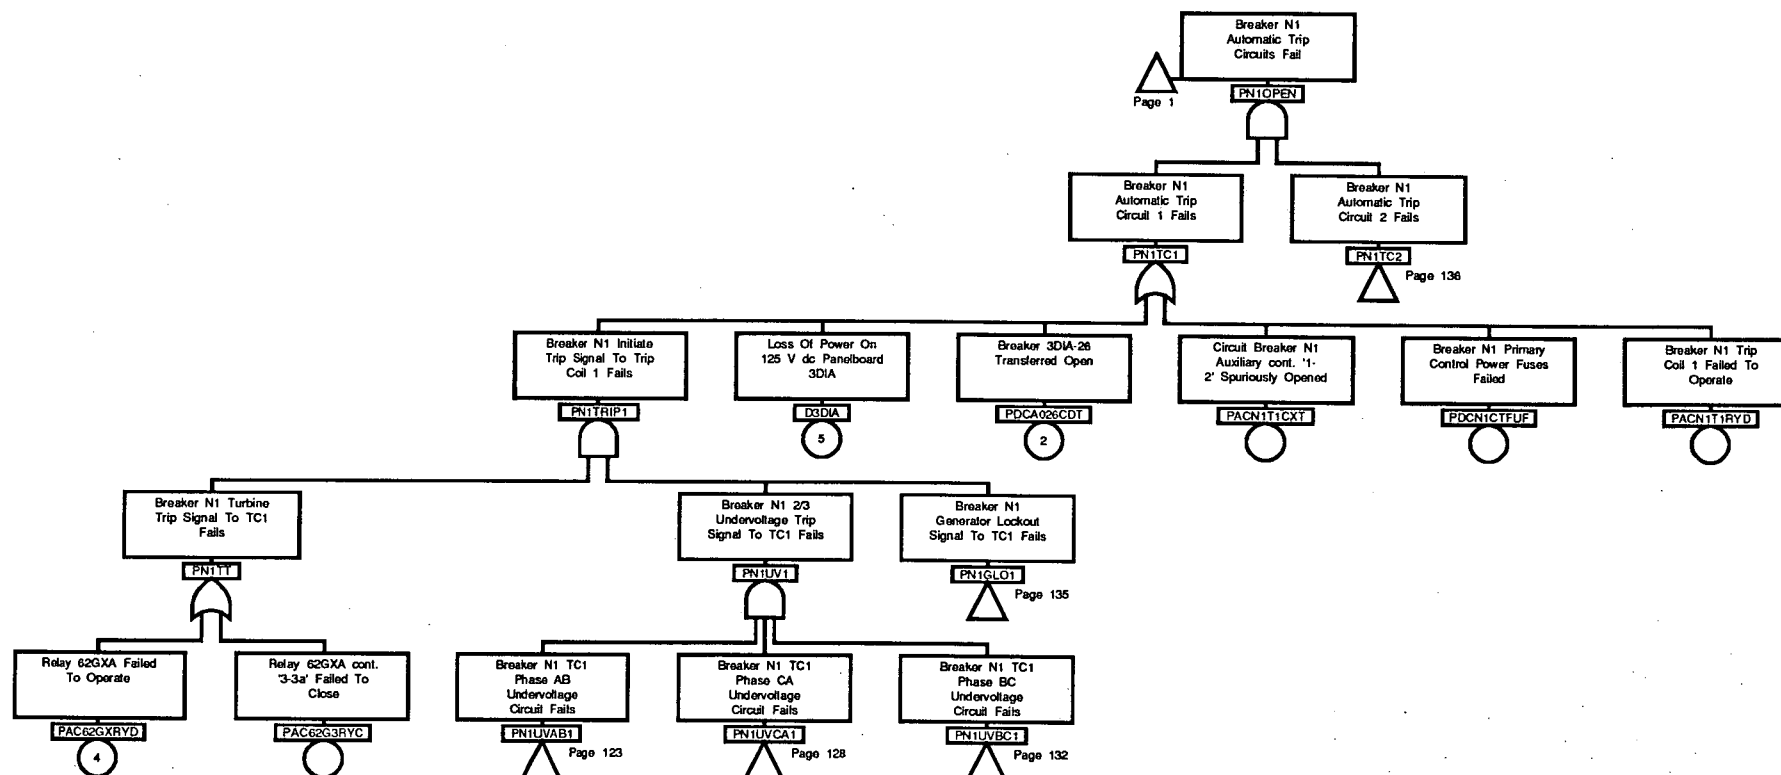 Breaker N1
Automatic Trip
Circuits Fail
Page 1
PN1OPEN
Breaker N1
Automatic Trip
Circuit 1 Fails
PN1TC1
Breaker N1
Automatic Trip
Circuit 2 Fails
PN1TC2
Page 136
Breaker N1 Initiate
Trip Signal To Trip
Coil 1 Fails
PN1TRIP1
Loss Of Power On
125 V dc Panelboard
3DIA
D3DIA
5
Breaker 3DIA-26
Transferred Open
PDCA026CDT
2
Circuit Breaker N1
Auxiliary cont. '1-
2' Spuriously Opened
PACN1T1CXT
Breaker N1 Primary
Control Power Fuses
Failed
PDCN1CTFUF
Breaker N1 Trip
Coil 1 Failed To
Operate
PACN1T1RYD
Breaker N1 Turbine
Trip Signal To TC1
Fails
PN1TT
Breaker N1 2/3
Undervoltage Trip
Signal To TC1 Fails
PN1UV1
Breaker N1
Generator Lockout
Signal To TC1 Fails
PN1GLO1
Page 135
Relay 62GXA Failed
To Operate
PAC62GXRYD
4
Relay 62GXA cont.
'3-3a' Failed To
Close
PAC62G3RYC
Breaker N1 TC1
Phase AB
Undervoltage
Circuit Fails
PN1UVAB1
Page 123
Breaker N1 TC1
Phase CA
Undervoltage
Circuit Fails
PN1UVCA1
Page 128
Breaker N1 TC1
Phase BC
Undervoltage
Circuit Fails
PN1UVBC1
Page 132